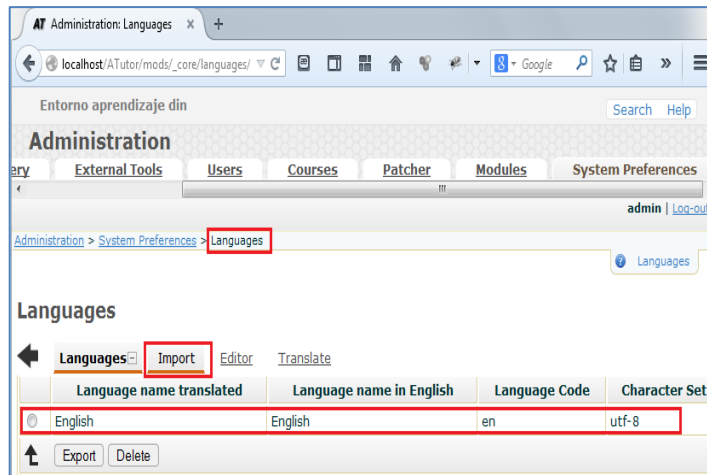 AT Administration: Languages × +
localhost/ATutor/mods/_core/languages/ Google
Entorno aprendizaje din
Search Help
Administration
ery External Tools Users Courses Patcher Modules System Preferences
admin | Log-out
Administration > System Preferences > Languages
Languages
Languages
Languages Import Editor Translate
Language name translated Language name in English Language Code Character Set
English English en utf-8
Export Delete